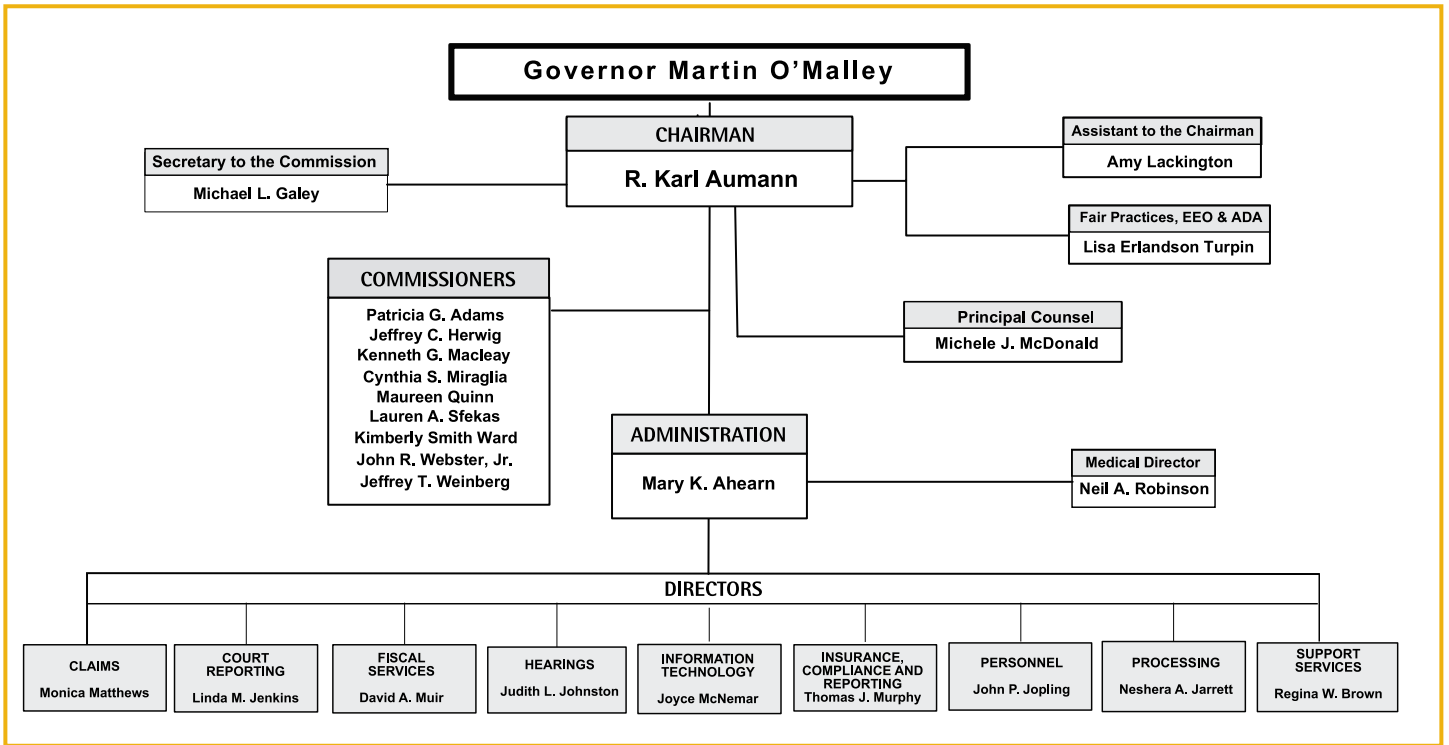 Governor Martin O’Malley
CHAIRMAN
R. Karl Aumann
Secretary to the Commission
Michael L. Galey
Assistant to the Chairman
Amy Lackington
Fair Practices, EEO & ADA
Lisa Erlandson Turpin
COMMISSIONERS
Patricia G. Adams
Jeffrey C. Herwig
Kenneth G. Macleay
Cynthia S. Miraglia
Maureen Quinn
Lauren A. Sfekas
Kimberly Smith Ward
John R. Webster, Jr.
Jeffrey T. Weinberg
Principal Counsel
Michele J. McDonald
ADMINISTRATION
Mary K. Ahearn
Medical Director
Neil A. Robinson
DIRECTORS
CLAIMS
Monica Matthews
COURT
REPORTING
Linda M. Jenkins
FISCAL
SERVICES
David A. Muir
HEARINGS
Judith L. Johnston
INFORMATION
TECHNOLOGY
Joyce McNemar
INSURANCE,
COMPLIANCE AND
REPORTING
Thomas J. Murphy
PERSONNEL
John P. Jopling
PROCESSING
Neshera A. Jarrett
SUPPORT
SERVICES
Regina W. Brown